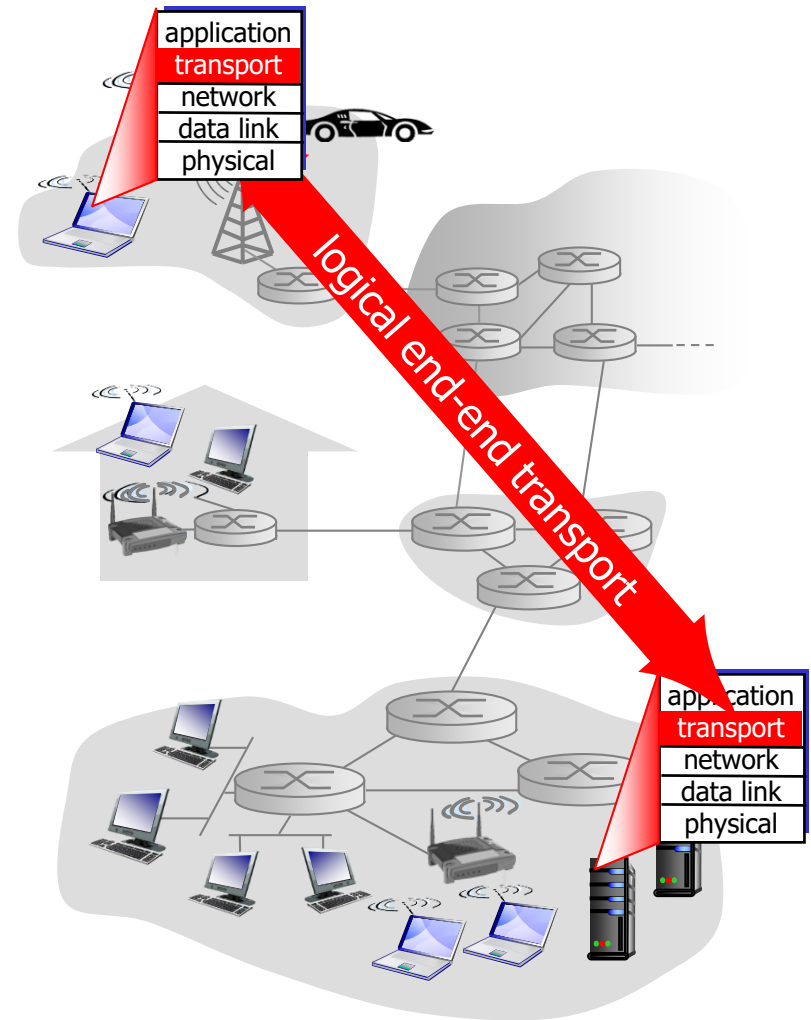 application
transport
network
data link
physical
logical end-end transport
application
transport
network
data link
physical